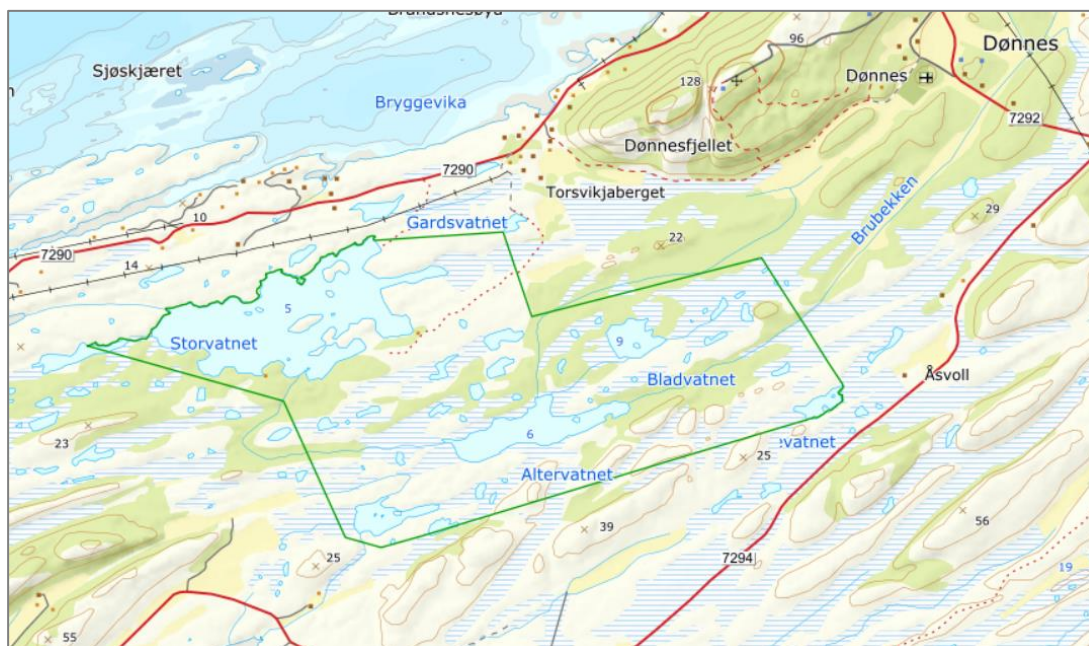 Dønnes
96
Sjøskjæret
Dønnes
128
Bryggevika
7292
Dønnesfjellet
7290
Torsvikjaberget
Brubekken
10
Gardsvatnet
29
22
7290
14
5
Storvatnet
9
Bladvatnet
Åsvoll
23
6
vatnet
25
Altervatnet
56
39
7294
25
19
55